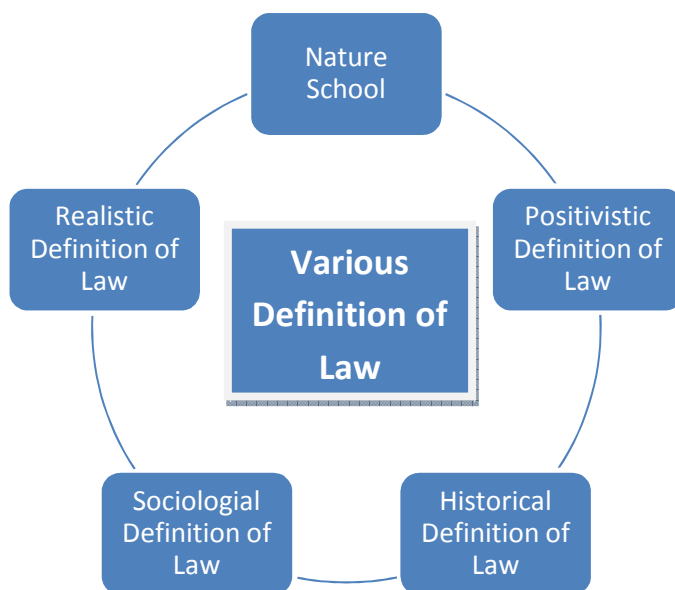 Nature
School
Realistic
Definition of
Law
Various
Definition of
Law
Positivistic
Definition of
Law
Sociologial
Definition of
Law
Historical
Definition of
Law